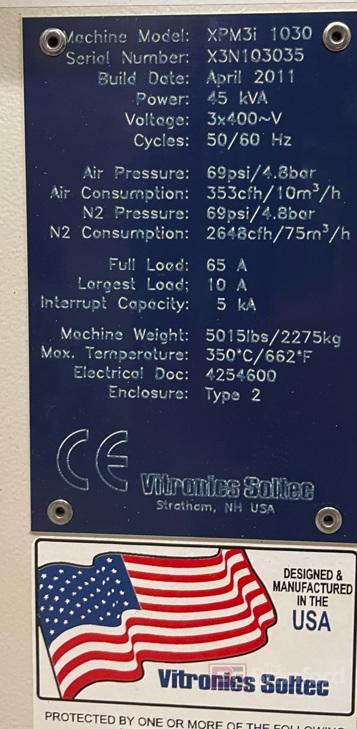 Machine Model: XPM3i 1030
Serial Number: X3N103035
Build Date: April 2011
Power: 45 kVA
Voltage: 3x400~V
Cycles: 50/60 Hz
Air Pressure: 69psi/4.8bar
Air Consumption: 353cfh/10m³/h
N2 Pressure: 69psi/4.8bar
N2 Consumption: 2648cfh/75m³/h
Full Load: 65 A
Largest Load; 10 A
Interrupt Capacity: 5 kA
Machine Weight: 5015lbs/2275kg
Max. Temperature: 350°C/662°F
Electrical Doc: 4254600
Enclosure: Type 2
CE
Vitronics Soltec
Stratham, NH USA
DESIGNED &
MANUFACTURED
IN THE
USA
Vitronics Soltec
PROTECTED BY ONE OR MORE OF THE FOLLOWING